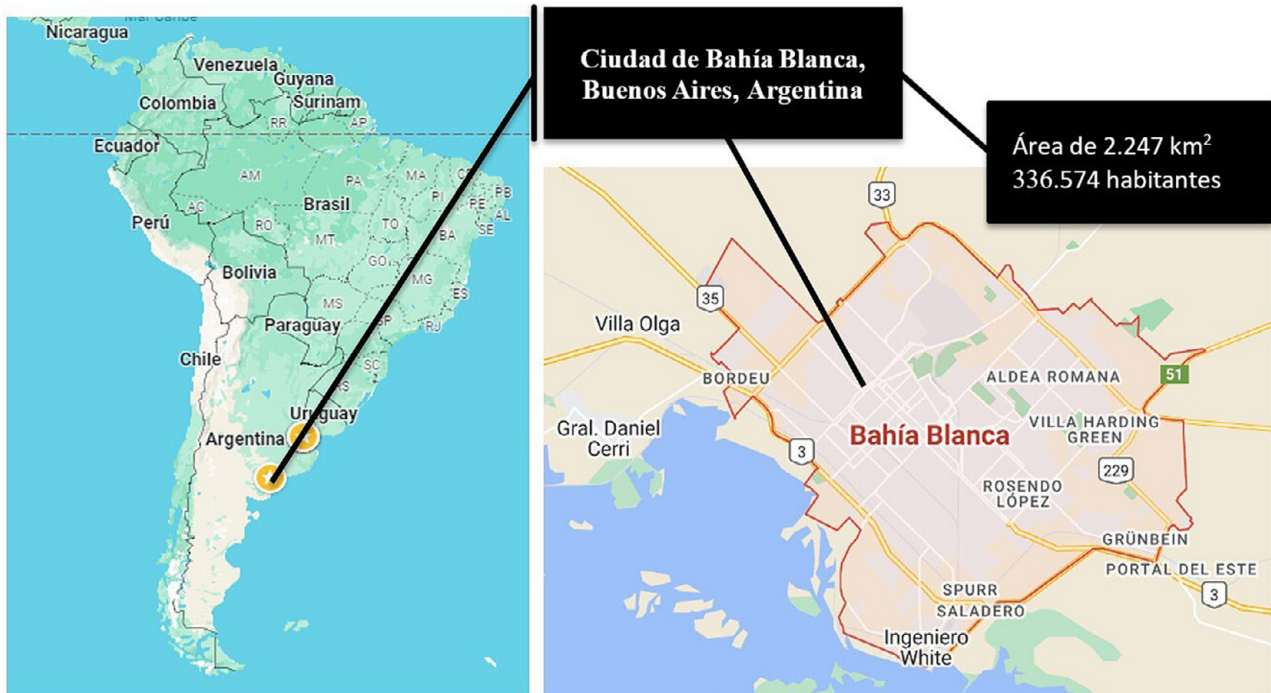 Mar Caribe
Nicaragua
Venezuela
Guyana
Surinam
Colombia
RR
AP
Ecuador
AM
PA
MA
PI
PB
PE
AL
SE
AC
Brasil
TO
Perú
RO
MT
BA
GO
Bolivia
MG
MS
ES
Paraguay
SP
RJ
Chile
SC
RS
Uruguay
Argentina
Ciudad de Bahía Blanca,
Buenos Aires, Argentina
Área de 2.247 km²
336.574 habitantes
33
35
Villa Olga
51
BORDEU
ALDEA ROMANA
Gral. Daniel
Cerri
3
Bahía Blanca
VILLA HARDING
GREEN
229
ROSENDO
LÓPEZ
GRÜNBEIN
PORTAL DEL ESTE
3
SPURR
SALADERO
Ingeniero
White